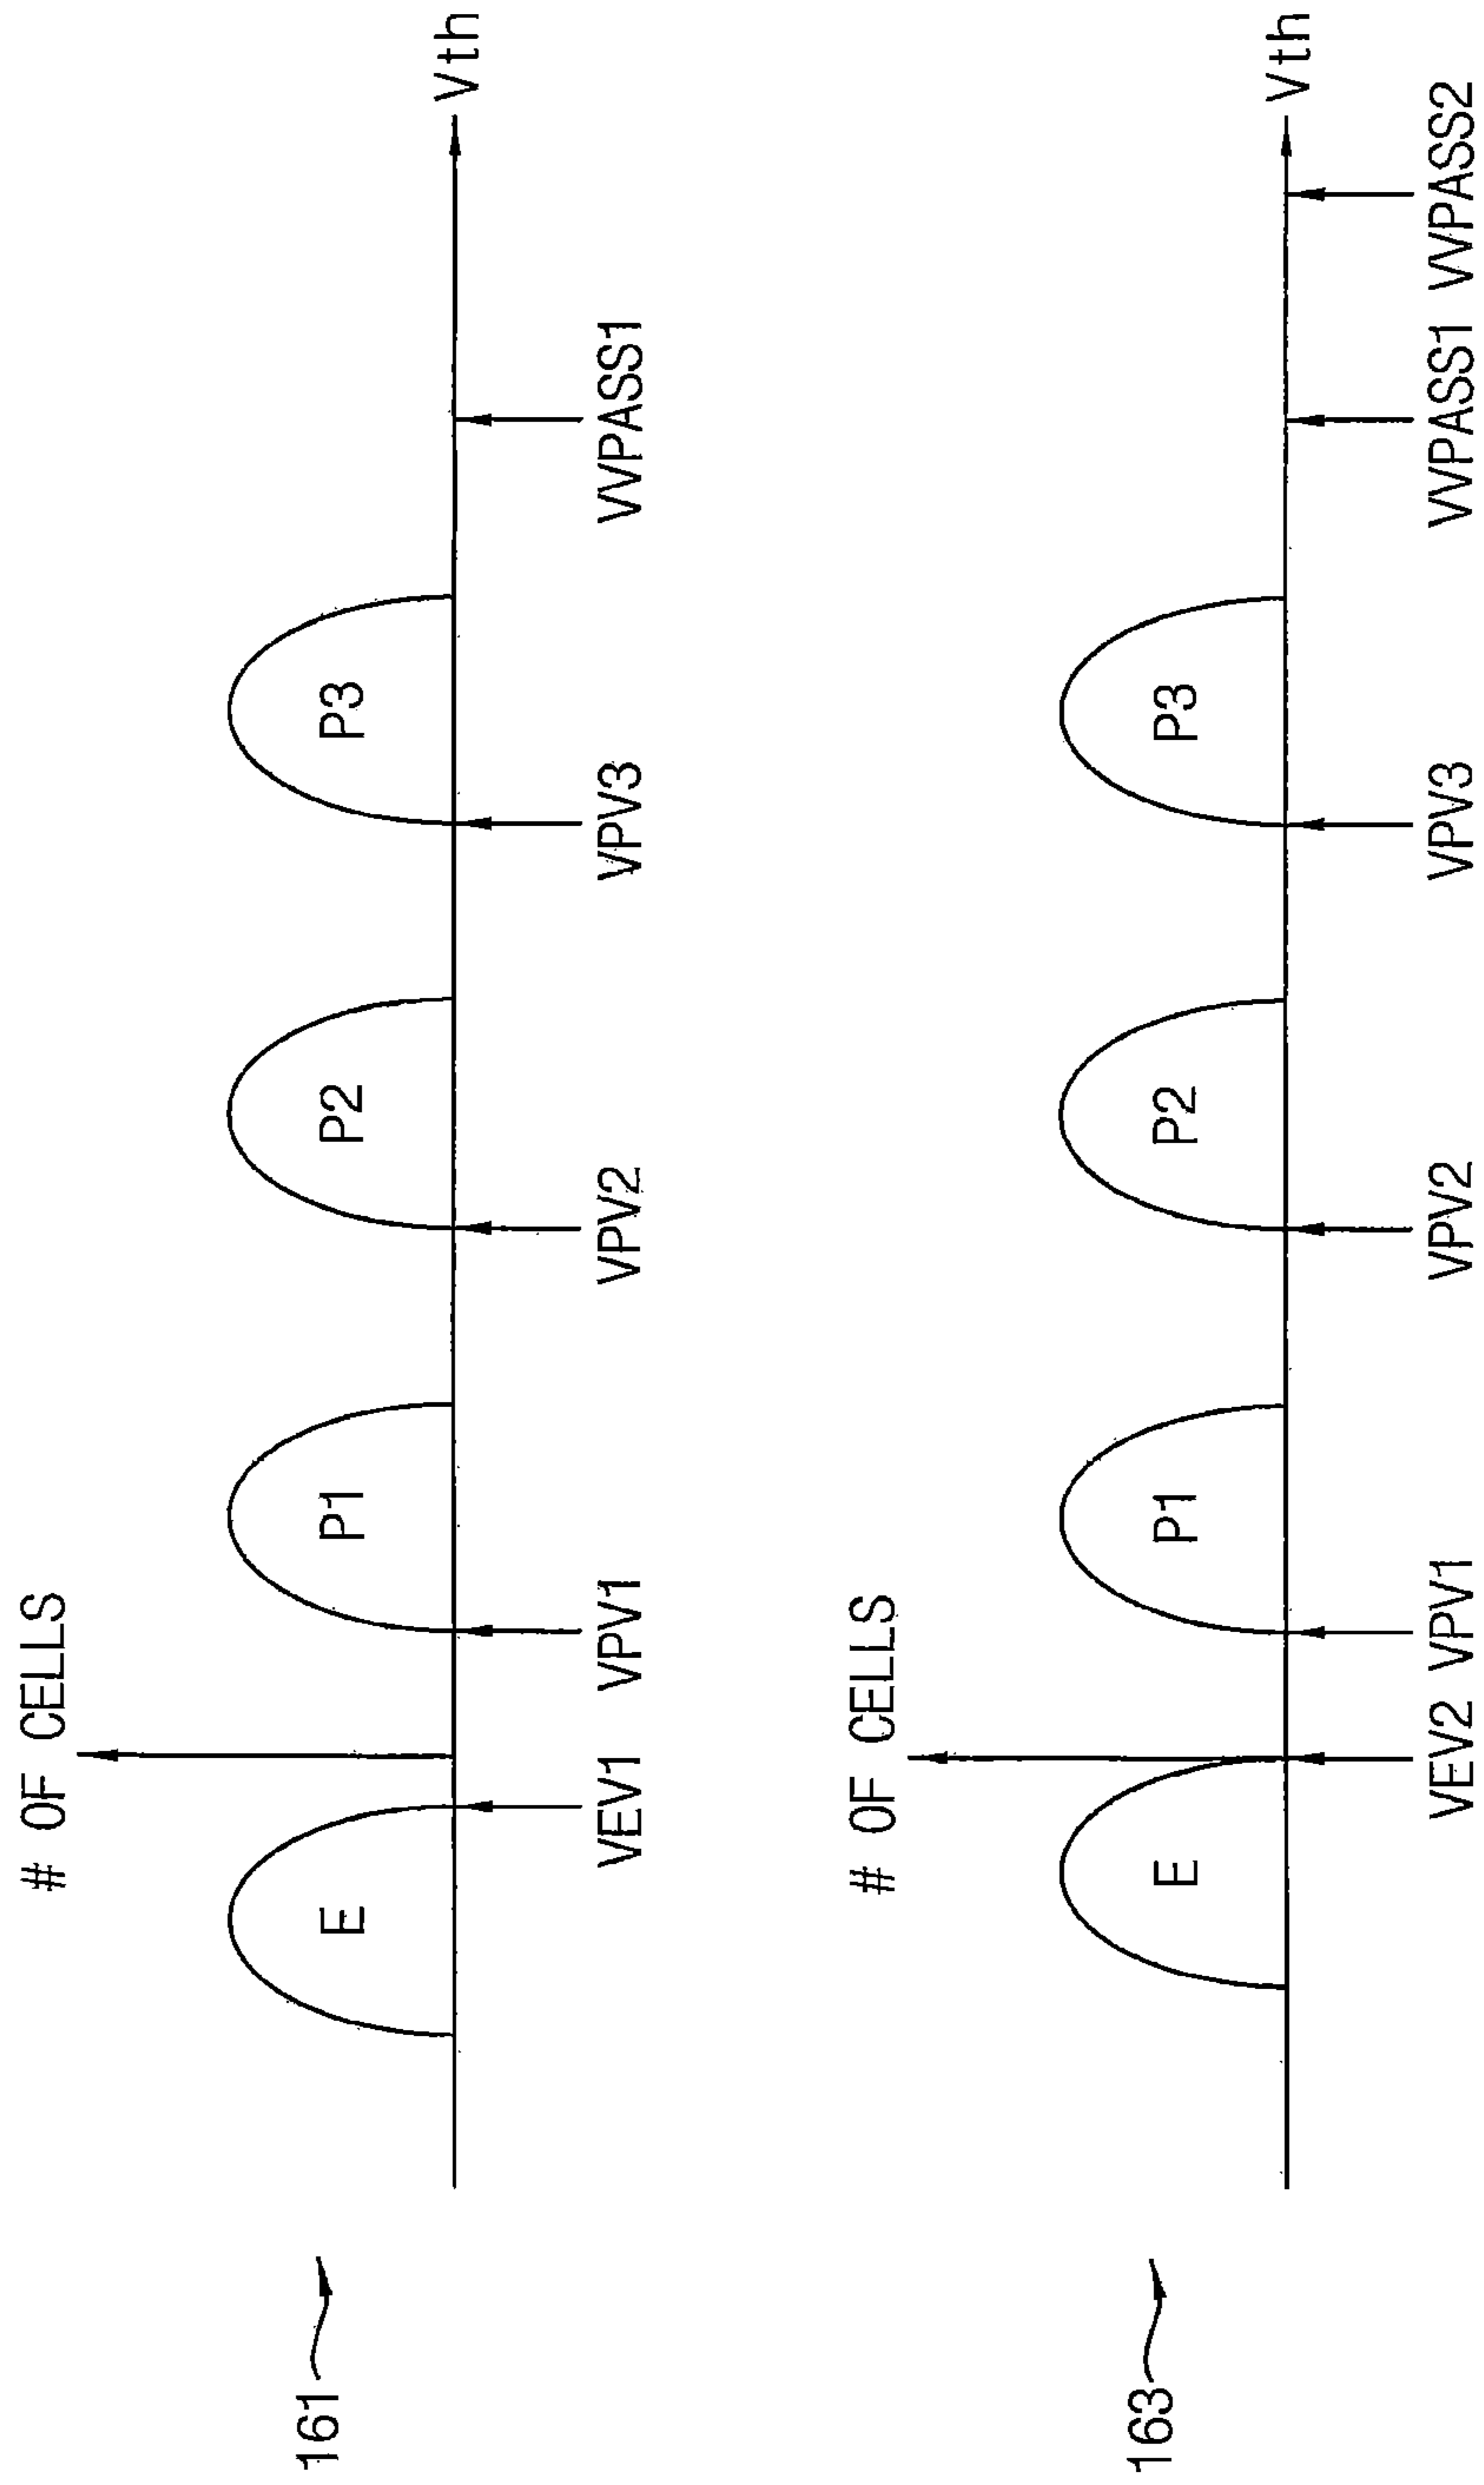 # OF CELLS
161
E
P1
P2
P3
Vth
VEV1 VPV1 VPV2 VPV3 VVPASS1
# OF CELLS
163
E
P1
P2
P3
Vth
VEV2 VPV1 VPV2 VPV3 VVPASS1 VVPASS2